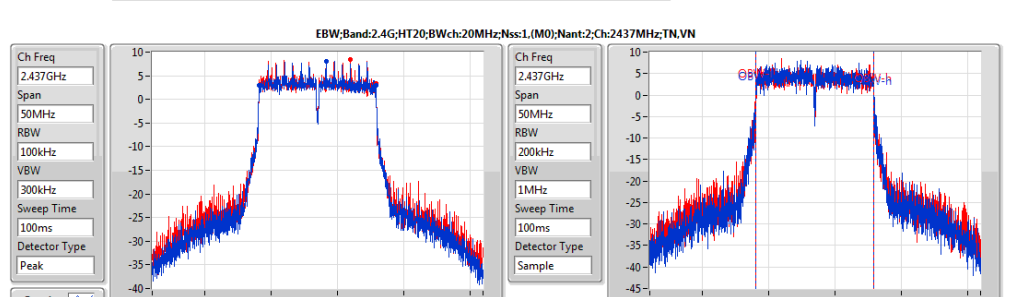 EBW;Band:2.4G;HT20;BWch:20MHz;Nss:1,(M0);Nant:2;Ch:2437MHz;TN,VN
Ch Freq
2.437GHz
Span
50MHz
RBW
100kHz
VBW
300kHz
Sweep Time
100ms
Detector Type
Peak
10
5
0
-5
-10
-15
-20
-25
-30
-35
-40
Ch Freq
2.437GHz
Span
50MHz
RBW
200kHz
VBW
1MHz
Sweep Time
100ms
Detector Type
Sample
10
5
0
-5
-10
-15
-20
-25
-30
-35
-40
-45